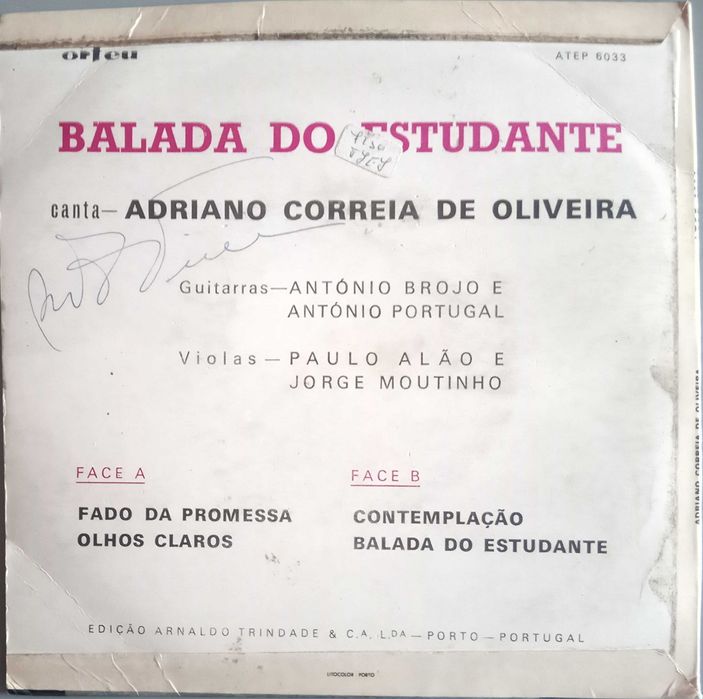 orfeu
ATEP 6033
BALADA DO ESTUDANTE
canta— ADRIANO CORREIA DE OLIVEIRA
Guitarras—ANTÓNIO BROJO E
ANTÓNIO PORTUGAL
Violas— PAULO ALÃO E
JORGE MOUTINHO
FACE A
FADO DA PROMESSA
OLHOS CLAROS
FACE B
CONTEMPLAÇÃO
BALADA DO ESTUDANTE
EDIÇÃO ARNALDO TRINDADE & C.A. L.DA — PORTO — PORTUGAL
LITOCOLOR · PORTO
ADRIANO CORREIA DE OLIVEIRA